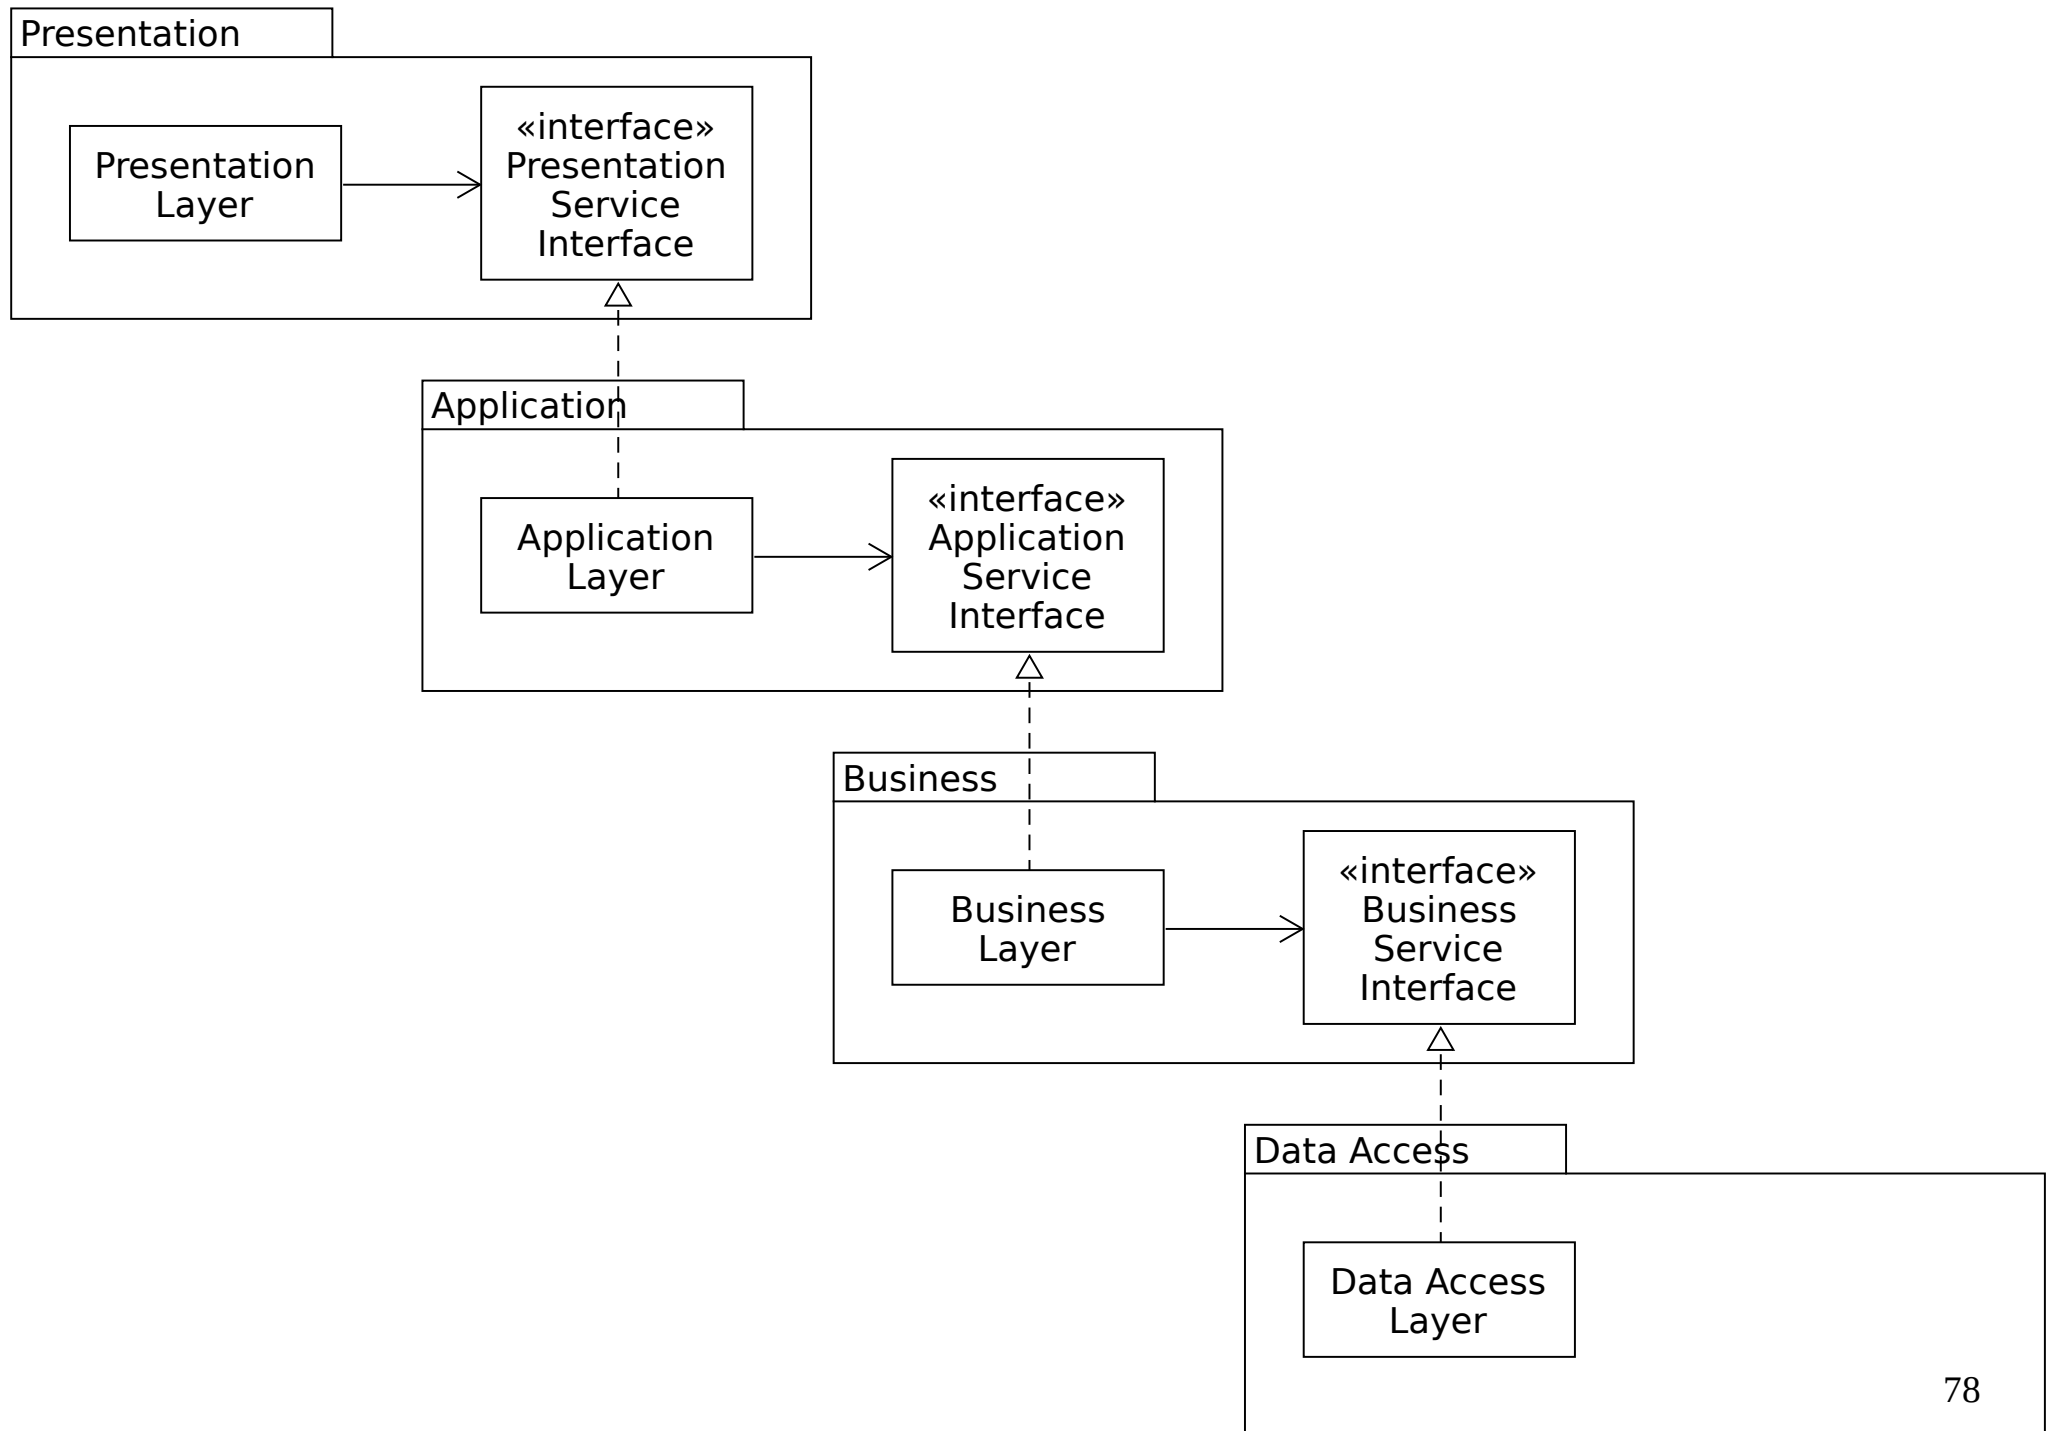 Presentation
Presentation
Layer
«interface»
Presentation
Service
Interface
Application
Application
Layer
«interface»
Application
Service
Interface
Business
Business
Layer
«interface»
Business
Service
Interface
Data Access
Data Access
Layer
78